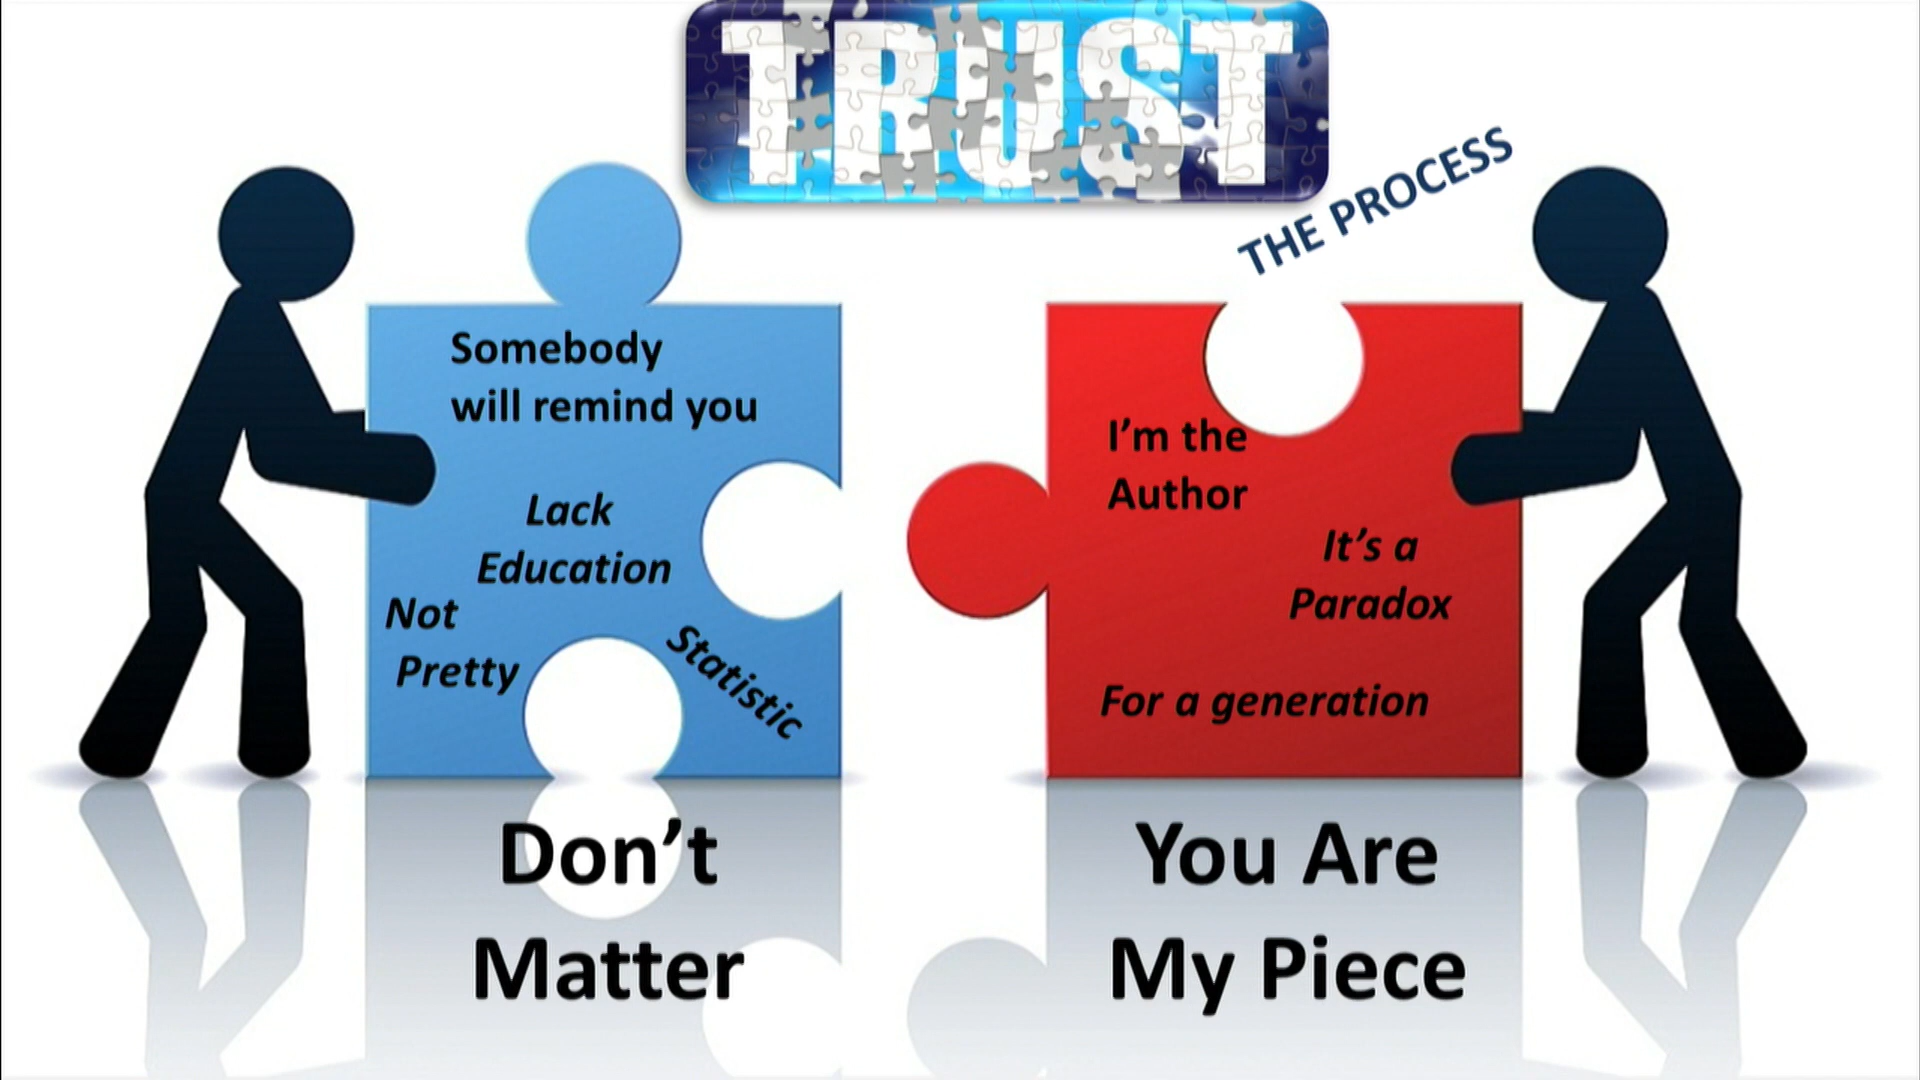 TRUST
THE PROCESS
Somebody
will remind you
Lack
Education
Not
Pretty
Statistic
I’m the
Author
It’s a
Paradox
For a generation
Don’t
Matter
You Are
My Piece